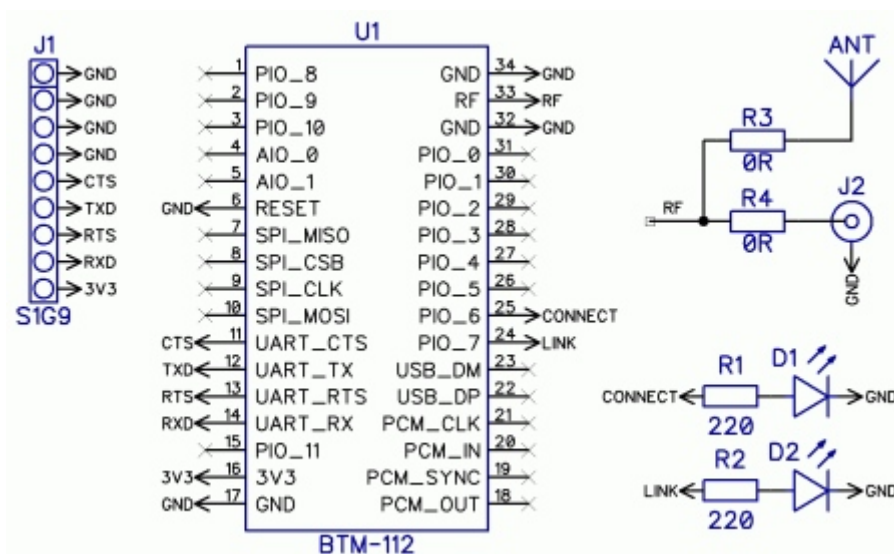 J1
GND
GND
GND
GND
CTS
TXD
RTS
RXD
3V3
S1G9
U1
1 PIO_8
2 PIO_9
3 PIO_10
4 AIO_0
5 AIO_1
GND 6 RESET
7 SPI_MISO
8 SPI_CSB
9 SPI_CLK
10 SPI_MOSI
CTS 11 UART_CTS
TXD 12 UART_TX
RTS 13 UART_RTS
RXD 14 UART_RX
15 PIO_11
3V3 16 3V3
GND 17 GND
GND 34 GND
RF 33 RF
GND 32 GND
PIO_0 31
PIO_1 30
PIO_2 29
PIO_3 28
PIO_4 27
PIO_5 26
PIO_6 25 CONNECT
PIO_7 24 LINK
USB_DM 23
USB_DP 22
PCM_CLK 21
PCM_IN 20
PCM_SYNC 19
PCM_OUT 18
BTM-112
ANT
R3
0R
RF
R4
0R
J2
GND
R1
D1
CONNECT
GND
220
R2
D2
LINK
GND
220